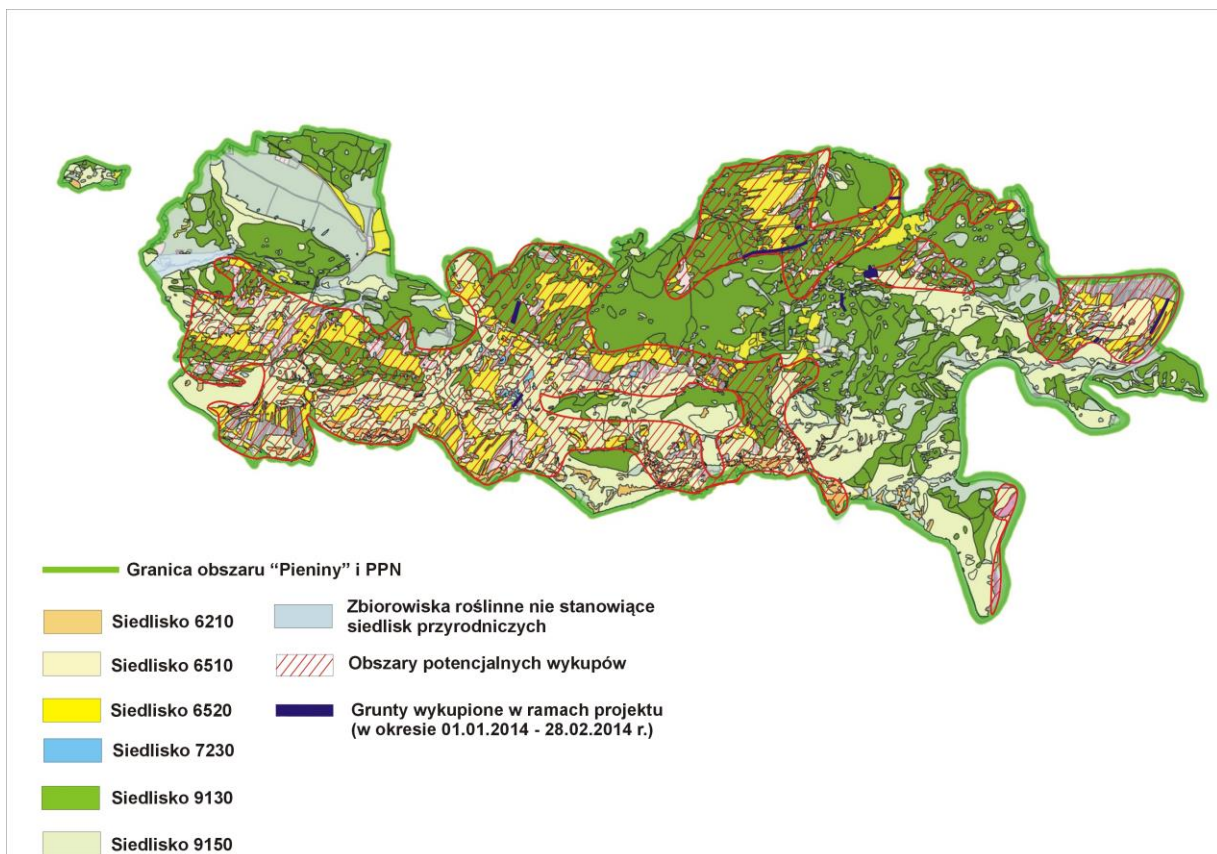 Granica obszaru “Pieniny” i PPN
Siedlisko 6210
Siedlisko 6510
Siedlisko 6520
Siedlisko 7230
Siedlisko 9130
Siedlisko 9150
Zbiorowiska roślinne nie stanowiące
siedlisk przyrodniczych
Obszary potencjalnych wykupów
Grunty wykupione w ramach projektu
(w okresie 01.01.2014 - 28.02.2014 r.)